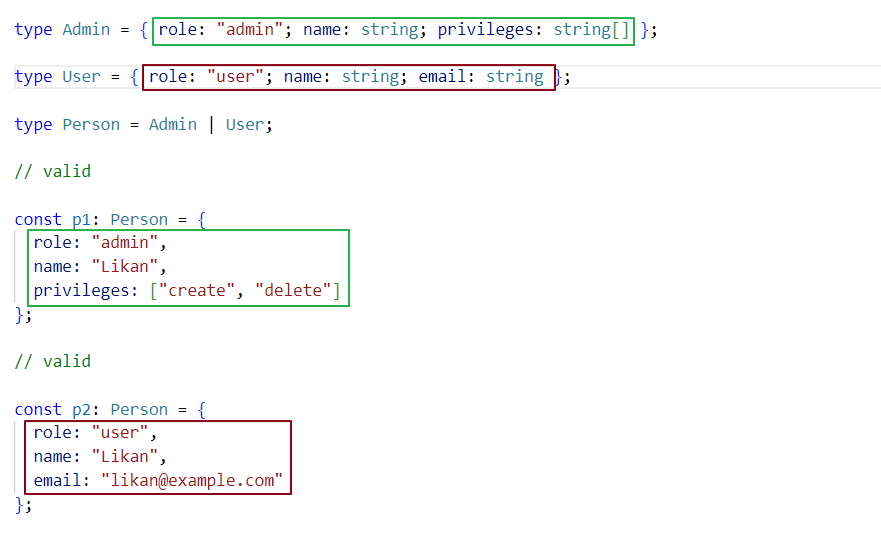 type Admin = { role: "admin"; name: string; privileges: string[] };
type User = { role: "user"; name: string; email: string };
type Person = Admin | User;
// valid
const p1: Person = {
role: "admin",
name: "Likan",
privileges: ["create", "delete"]
};
// valid
const p2: Person = {
role: "user",
name: "Likan",
email: "likan@example.com"
};